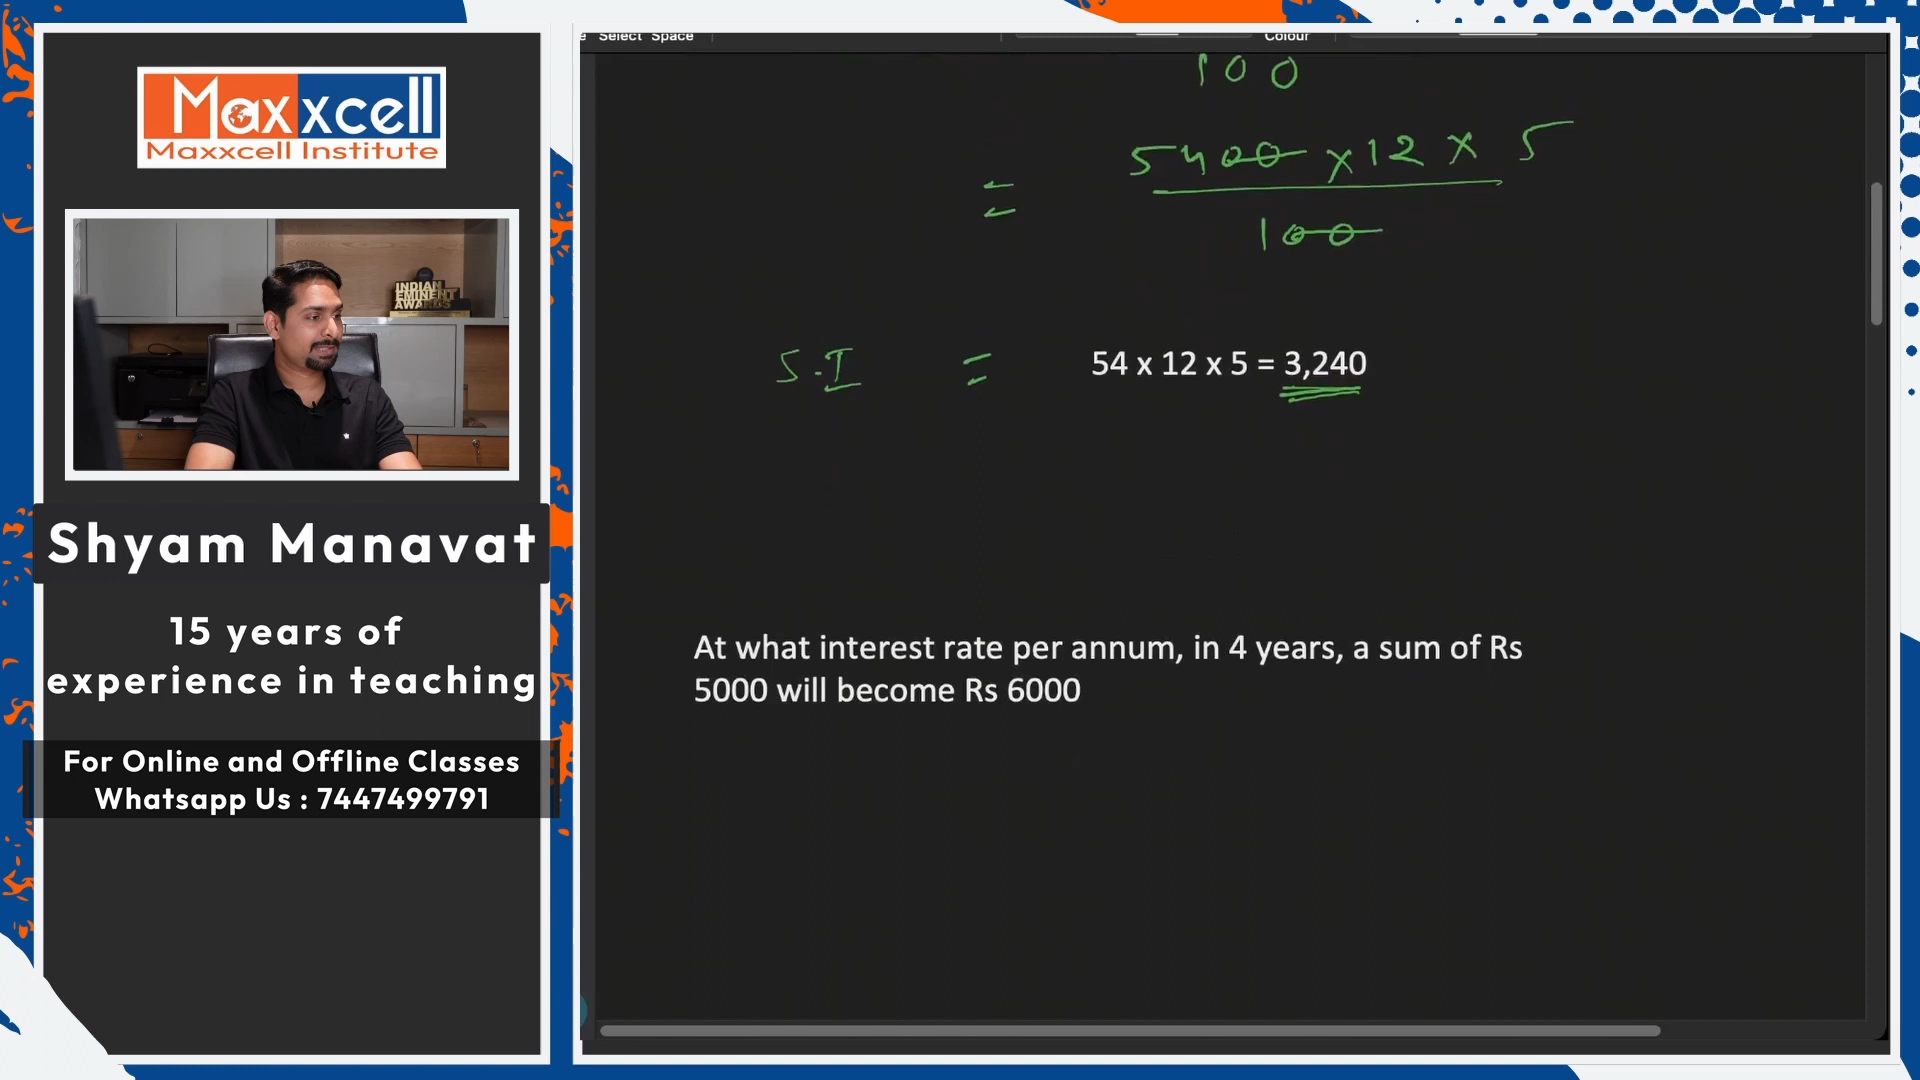 Maxxcell
Maxxcell Institute
INDIAN
EMINENT
AWARDS
Shyam Manavat
15 years of
experience in teaching
For Online and Offline Classes
Whatsapp Us : 7447499791
Select Space
Colour
100
= 5400 x 12 x 5
100
S.I = 54 x 12 x 5 = 3,240
At what interest rate per annum, in 4 years, a sum of Rs
5000 will become Rs 6000